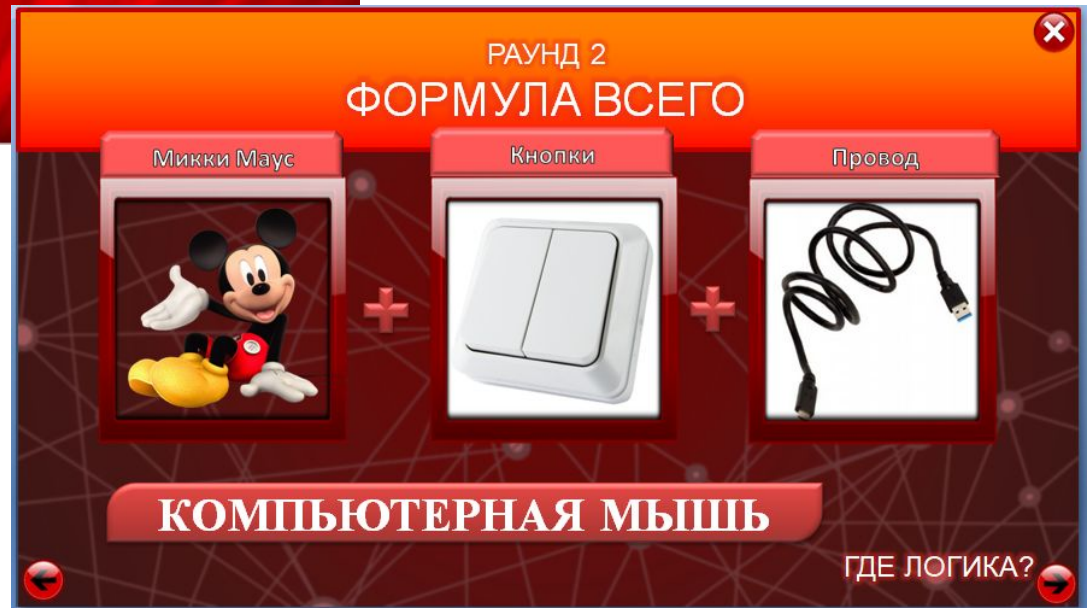 РАУНД 2
ФОРМУЛА ВСЕГО
Микки Маус
Кнопки
Провод
КОМПЬЮТЕРНАЯ МЫШЬ
ГДЕ ЛОГИКА?